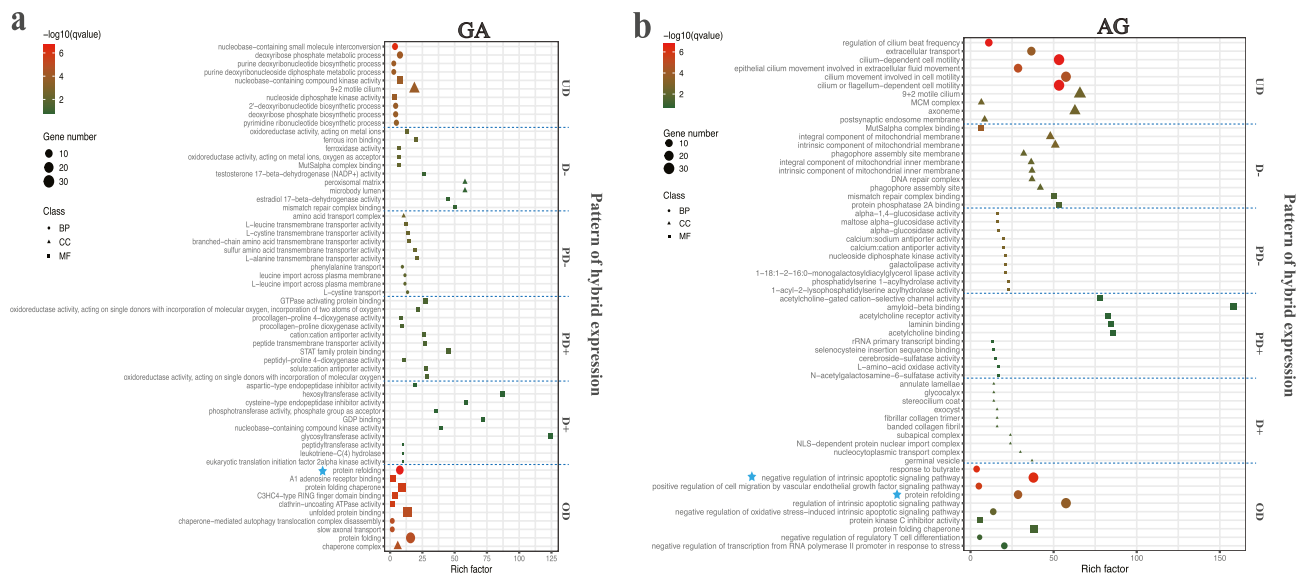 a
GA
-log10(qvalue)
6
4
2
Gene number
10
20
30
Class
BP
CC
MF
nucleobase-containing small molecule interconversion
deoxyribose phosphate metabolic process
purine deoxyribonucleotide biosynthetic process
purine deoxyribonucleoside diphosphate metabolic process
nucleobase-containing compound kinase activity
9+2 motile cilium
nucleoside diphosphate kinase activity
2'-deoxyribonucleotide biosynthetic process
deoxyribose phosphate biosynthetic process
pyrimidine ribonucleotide biosynthetic process
oxidoreductase activity, acting on metal ions
ferrous iron binding
ferroxidase activity
oxidoreductase activity, acting on metal ions, oxygen as acceptor
MutSalpha complex binding
testosterone 17-beta-dehydrogenase (NADP+) activity
peroxisomal matrix
microbody lumen
estradiol 17-beta-dehydrogenase activity
mismatch repair complex binding
amino acid transport complex
L-leucine transmembrane transporter activity
L-cystine transmembrane transporter activity
branched-chain amino acid transmembrane transporter activity
sulfur amino acid transmembrane transporter activity
L-alanine transmembrane transporter activity
phenylalanine transport
leucine import across plasma membrane
L-leucine import across plasma membrane
L-cystine transport
GTPase activating protein binding
oxidoreductase activity, acting on single donors with incorporation of molecular oxygen, incorporation of two atoms of oxygen
procollagen-proline 4-dioxygenase activity
procollagen-proline dioxygenase activity
cation:cation antiporter activity
peptide transmembrane transporter activity
STAT family protein binding
peptidyl-proline 4-dioxygenase activity
solute:cation antiporter activity
oxidoreductase activity, acting on single donors with incorporation of molecular oxygen
aspartic-type endopeptidase inhibitor activity
hexosyltransferase activity
cysteine-type endopeptidase inhibitor activity
phosphotransferase activity, phosphate group as acceptor
GDP binding
nucleobase-containing compound kinase activity
glycosyltransferase activity
peptidyltransferase activity
leukotriene-C(4) hydrolase
eukaryotic translation initiation factor 2alpha kinase activity
protein refolding
A1 adenosine receptor binding
protein folding chaperone
C3HC4-type RING finger domain binding
clathrin-uncoating ATPase activity
unfolded protein binding
chaperone-mediated autophagy translocation complex disassembly
slow axonal transport
protein folding
chaperone complex
0 25 50 75 100 125
Rich factor
UD
D-
PD-
PD+
D+
OD
Pattern of hybrid expression
b
AG
-log10(qvalue)
6
4
2
Gene number
10
20
30
Class
BP
CC
MF
regulation of cilium beat frequency
extracellular transport
cilium-dependent cell motility
epithelial cilium movement involved in extracellular fluid movement
cilium movement involved in cell motility
cilium or flagellum-dependent cell motility
9+2 motile cilium
MCM complex
axoneme
postsynaptic endosome membrane
MutSalpha complex binding
integral component of mitochondrial membrane
intrinsic component of mitochondrial membrane
phagophore assembly site membrane
integral component of mitochondrial inner membrane
intrinsic component of mitochondrial inner membrane
DNA repair complex
phagophore assembly site
mismatch repair complex binding
protein phosphatase 2A binding
alpha-1,4-glucosidase activity
maltose alpha-glucosidase activity
alpha-glucosidase activity
calcium:sodium antiporter activity
calcium:cation antiporter activity
nucleoside diphosphate kinase activity
galactolipase activity
1-18:1-2-16:0-monogalactosyldiacylglycerol lipase activity
phosphatidylserine 1-acylhydrolase activity
1-acyl-2-lysophosphatidylserine acylhydrolase activity
acetylcholine-gated cation-selective channel activity
amyloid-beta binding
acetylcholine receptor activity
laminin binding
acetylcholine binding
rRNA primary transcript binding
selenocysteine insertion sequence binding
cerebroside-sulfatase activity
L-amino-acid oxidase activity
N-acetylgalactosamine-6-sulfatase activity
annulate lamellae
glycocalyx
stereocilium coat
exocyst
fibrillar collagen trimer
banded collagen fibril
subapical complex
NLS-dependent protein nuclear import complex
nucleocytoplasmic transport complex
germinal vesicle
response to butyrate
negative regulation of intrinsic apoptotic signaling pathway
positive regulation of cell migration by vascular endothelial growth factor signaling pathway
protein refolding
regulation of intrinsic apoptotic signaling pathway
negative regulation of oxidative stress-induced intrinsic apoptotic signaling pathway
protein kinase C inhibitor activity
protein folding chaperone
negative regulation of regulatory T cell differentiation
negative regulation of transcription from RNA polymerase II promoter in response to stress
0 50 100 150
Rich factor
UD
D-
PD-
PD+
D+
OD
Pattern of hybrid expression